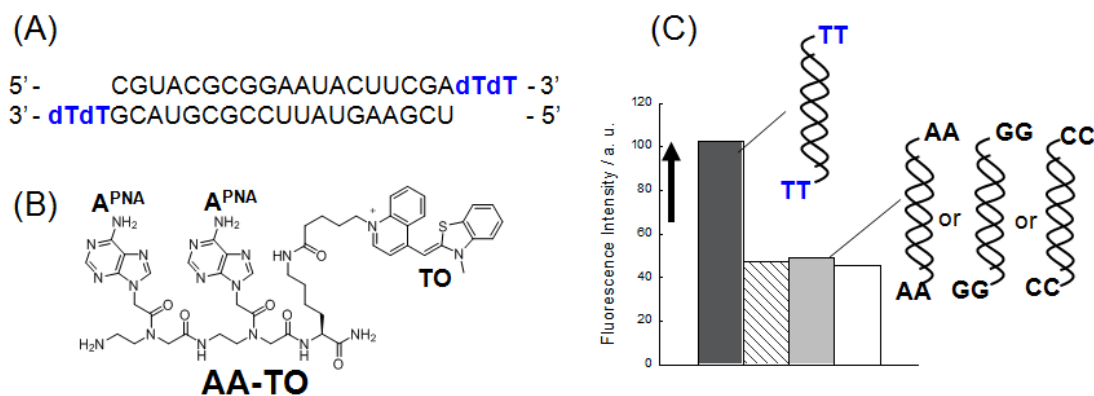 (A)
5' - CGUACGCGGAAUACUUCGAdTdT - 3'
3' - dTdTGCAUGCGCCUUAUGAAGCU - 5'
(B)
A^PNA A^PNA
NH2 NH2
N N N N
N N N N
O O O O
H2N N N H N N H NH2
O
HN O
N+ S N
TO
AA-TO
(C)
TT
TT
AA GG CC
or or
AA GG CC
Fluorescence Intensity / a. u.
120
100
80
60
40
20
0